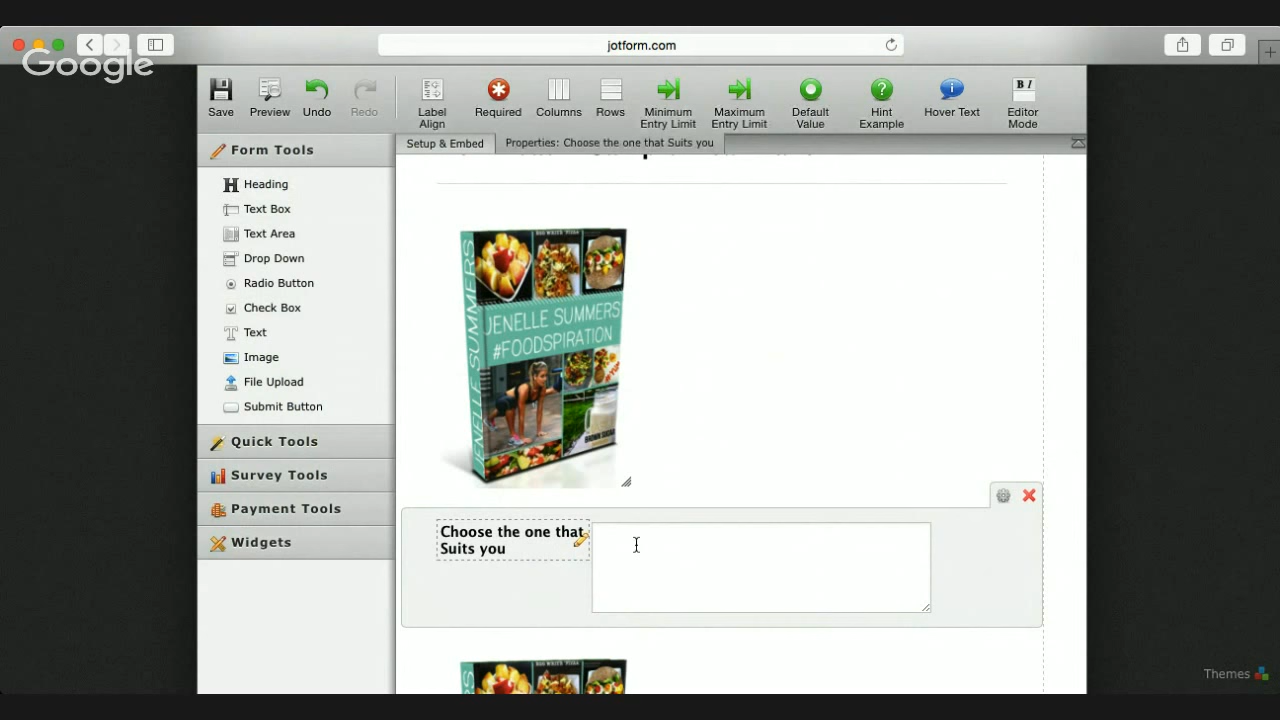 jotform.com
Google
Save
Preview
Undo
Redo
Label Align
Required
Columns
Rows
Minimum Entry Limit
Maximum Entry Limit
Default Value
Hint Example
Hover Text
B I
Editor Mode
Setup & Embed
Properties: Choose the one that Suits you
Form Tools
Heading
Text Box
Text Area
Drop Down
Radio Button
Check Box
Text
Image
File Upload
Submit Button
Quick Tools
Survey Tools
Payment Tools
Widgets
JENELLE SUMMERS
JENELLE SUMMERS
#FOODSPIRATION
Choose the one that
Suits you
Themes